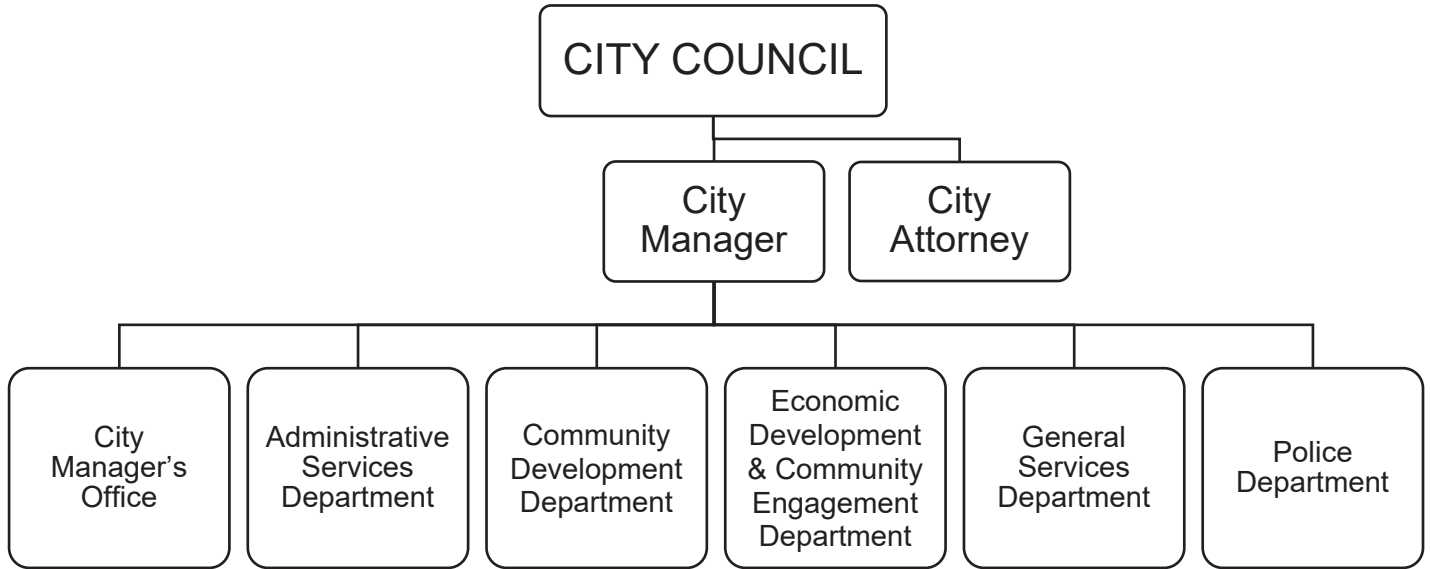 CITY COUNCIL
City
Manager
City
Attorney
City
Manager’s
Office
Administrative
Services
Department
Community
Development
Department
Economic
Development
& Community
Engagement
Department
General
Services
Department
Police
Department